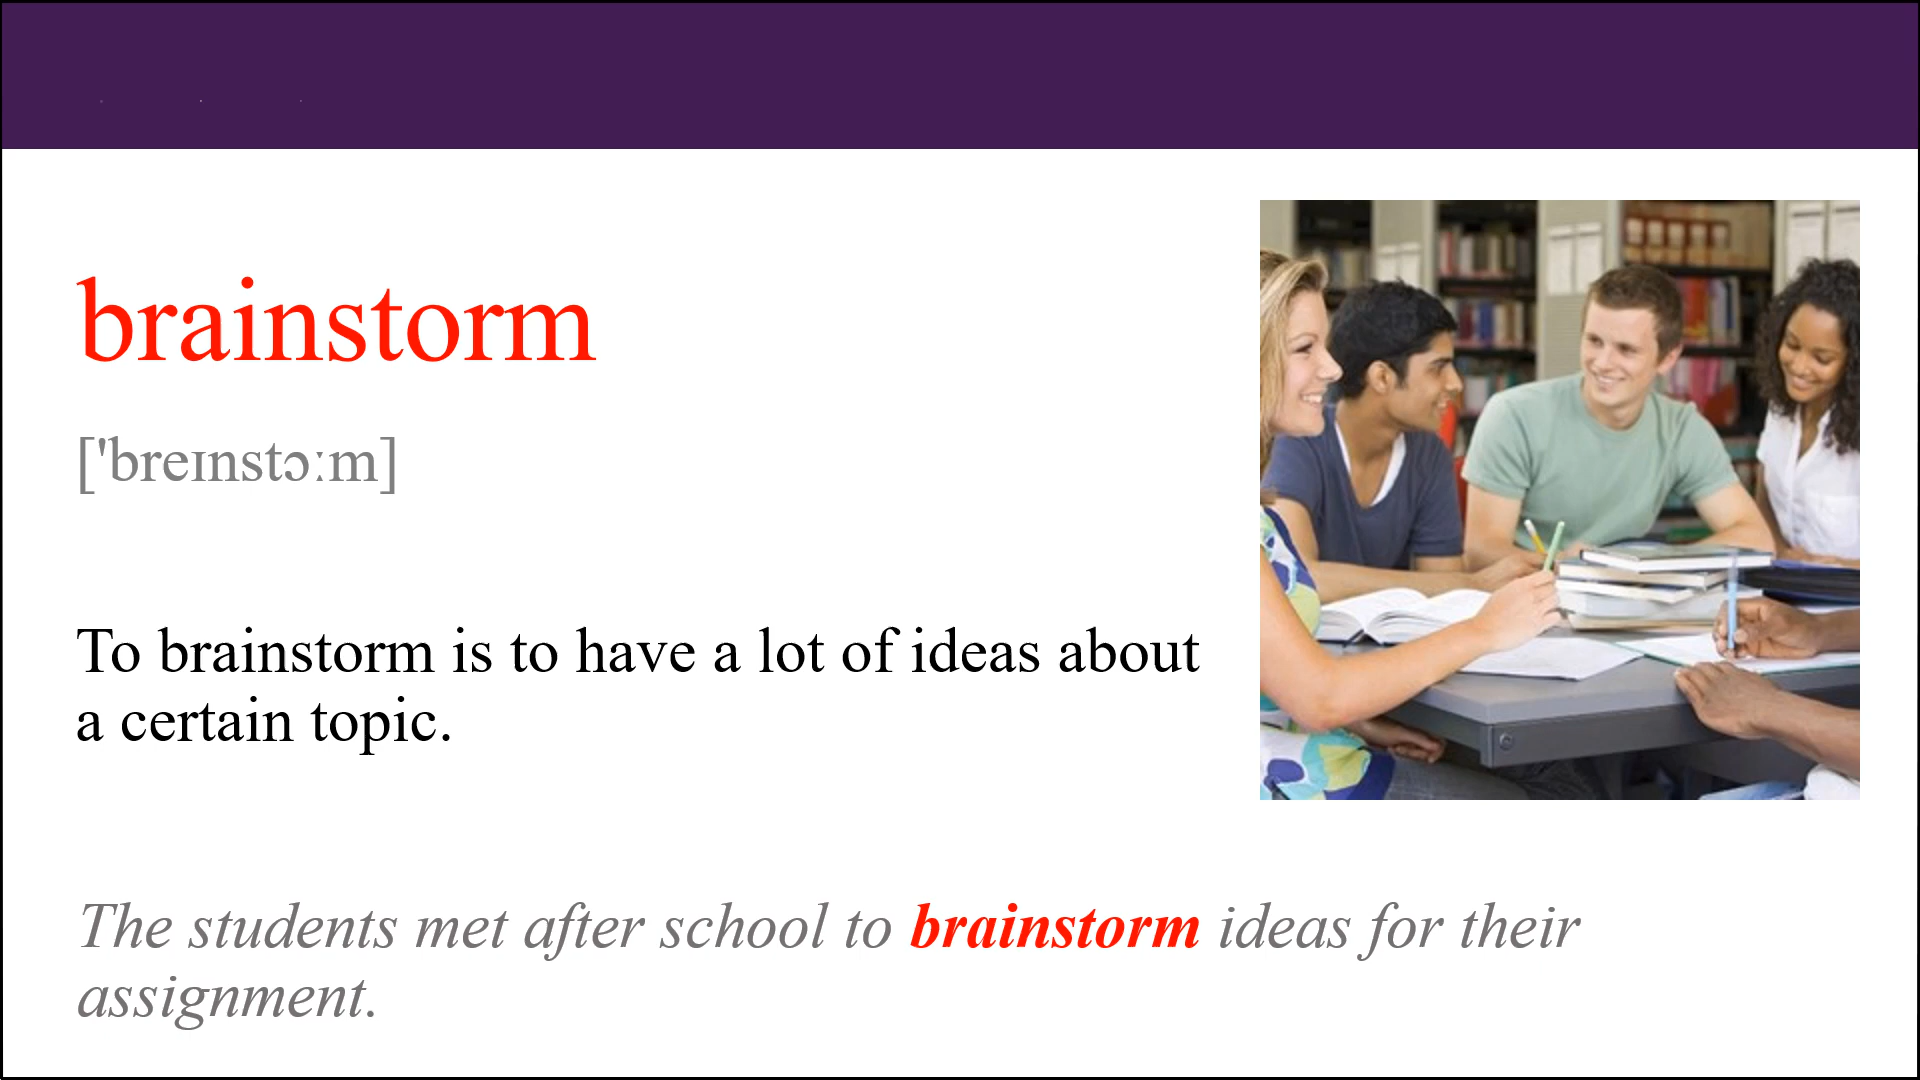 brainstorm
['breɪnstɔːm]
To brainstorm is to have a lot of ideas about
a certain topic.
The students met after school to brainstorm ideas for their
assignment.